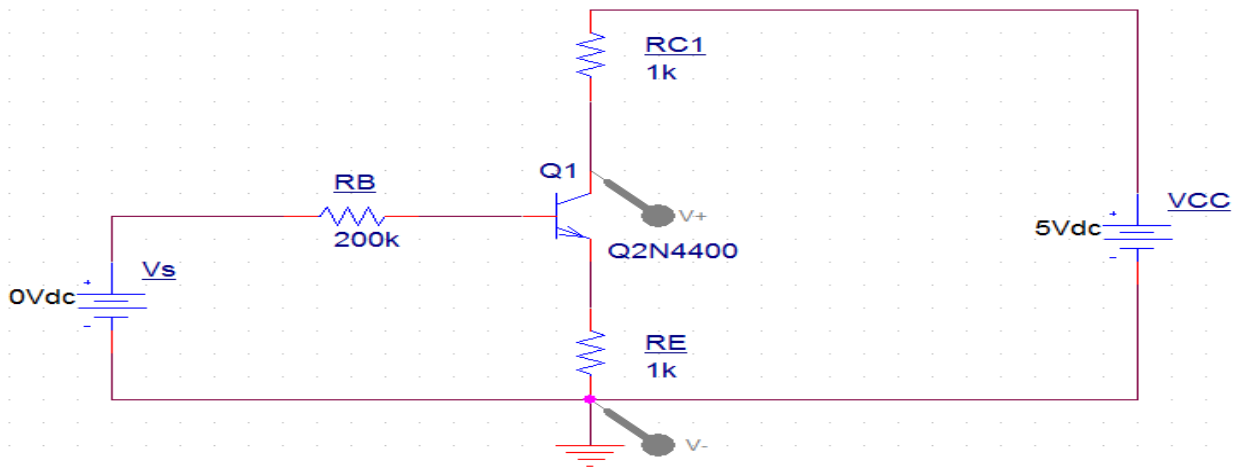 RC1
1k
Q1
RB
200k
V+
Q2N4400
VCC
5Vdc
+
-
Vs
0Vdc
+
-
RE
1k
V-